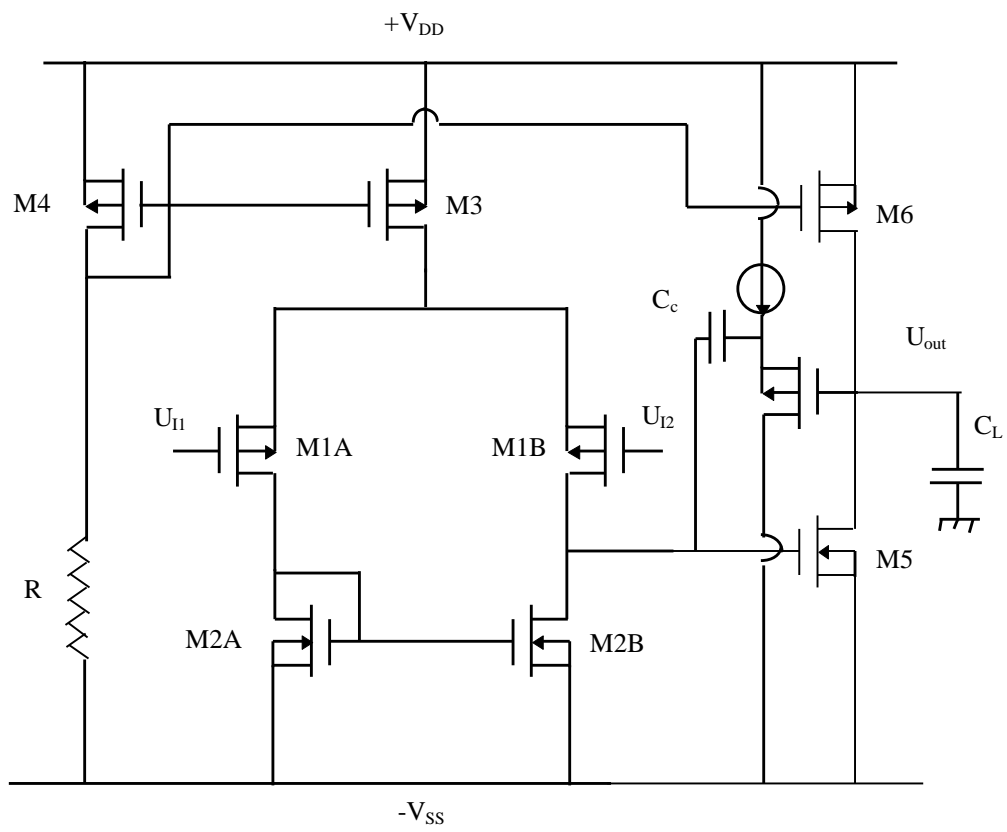 +V_DD
M4
M3
M6
C_c
U_out
U_I1
M1A
M1B
U_I2
C_L
R
M2A
M2B
M5
-V_SS